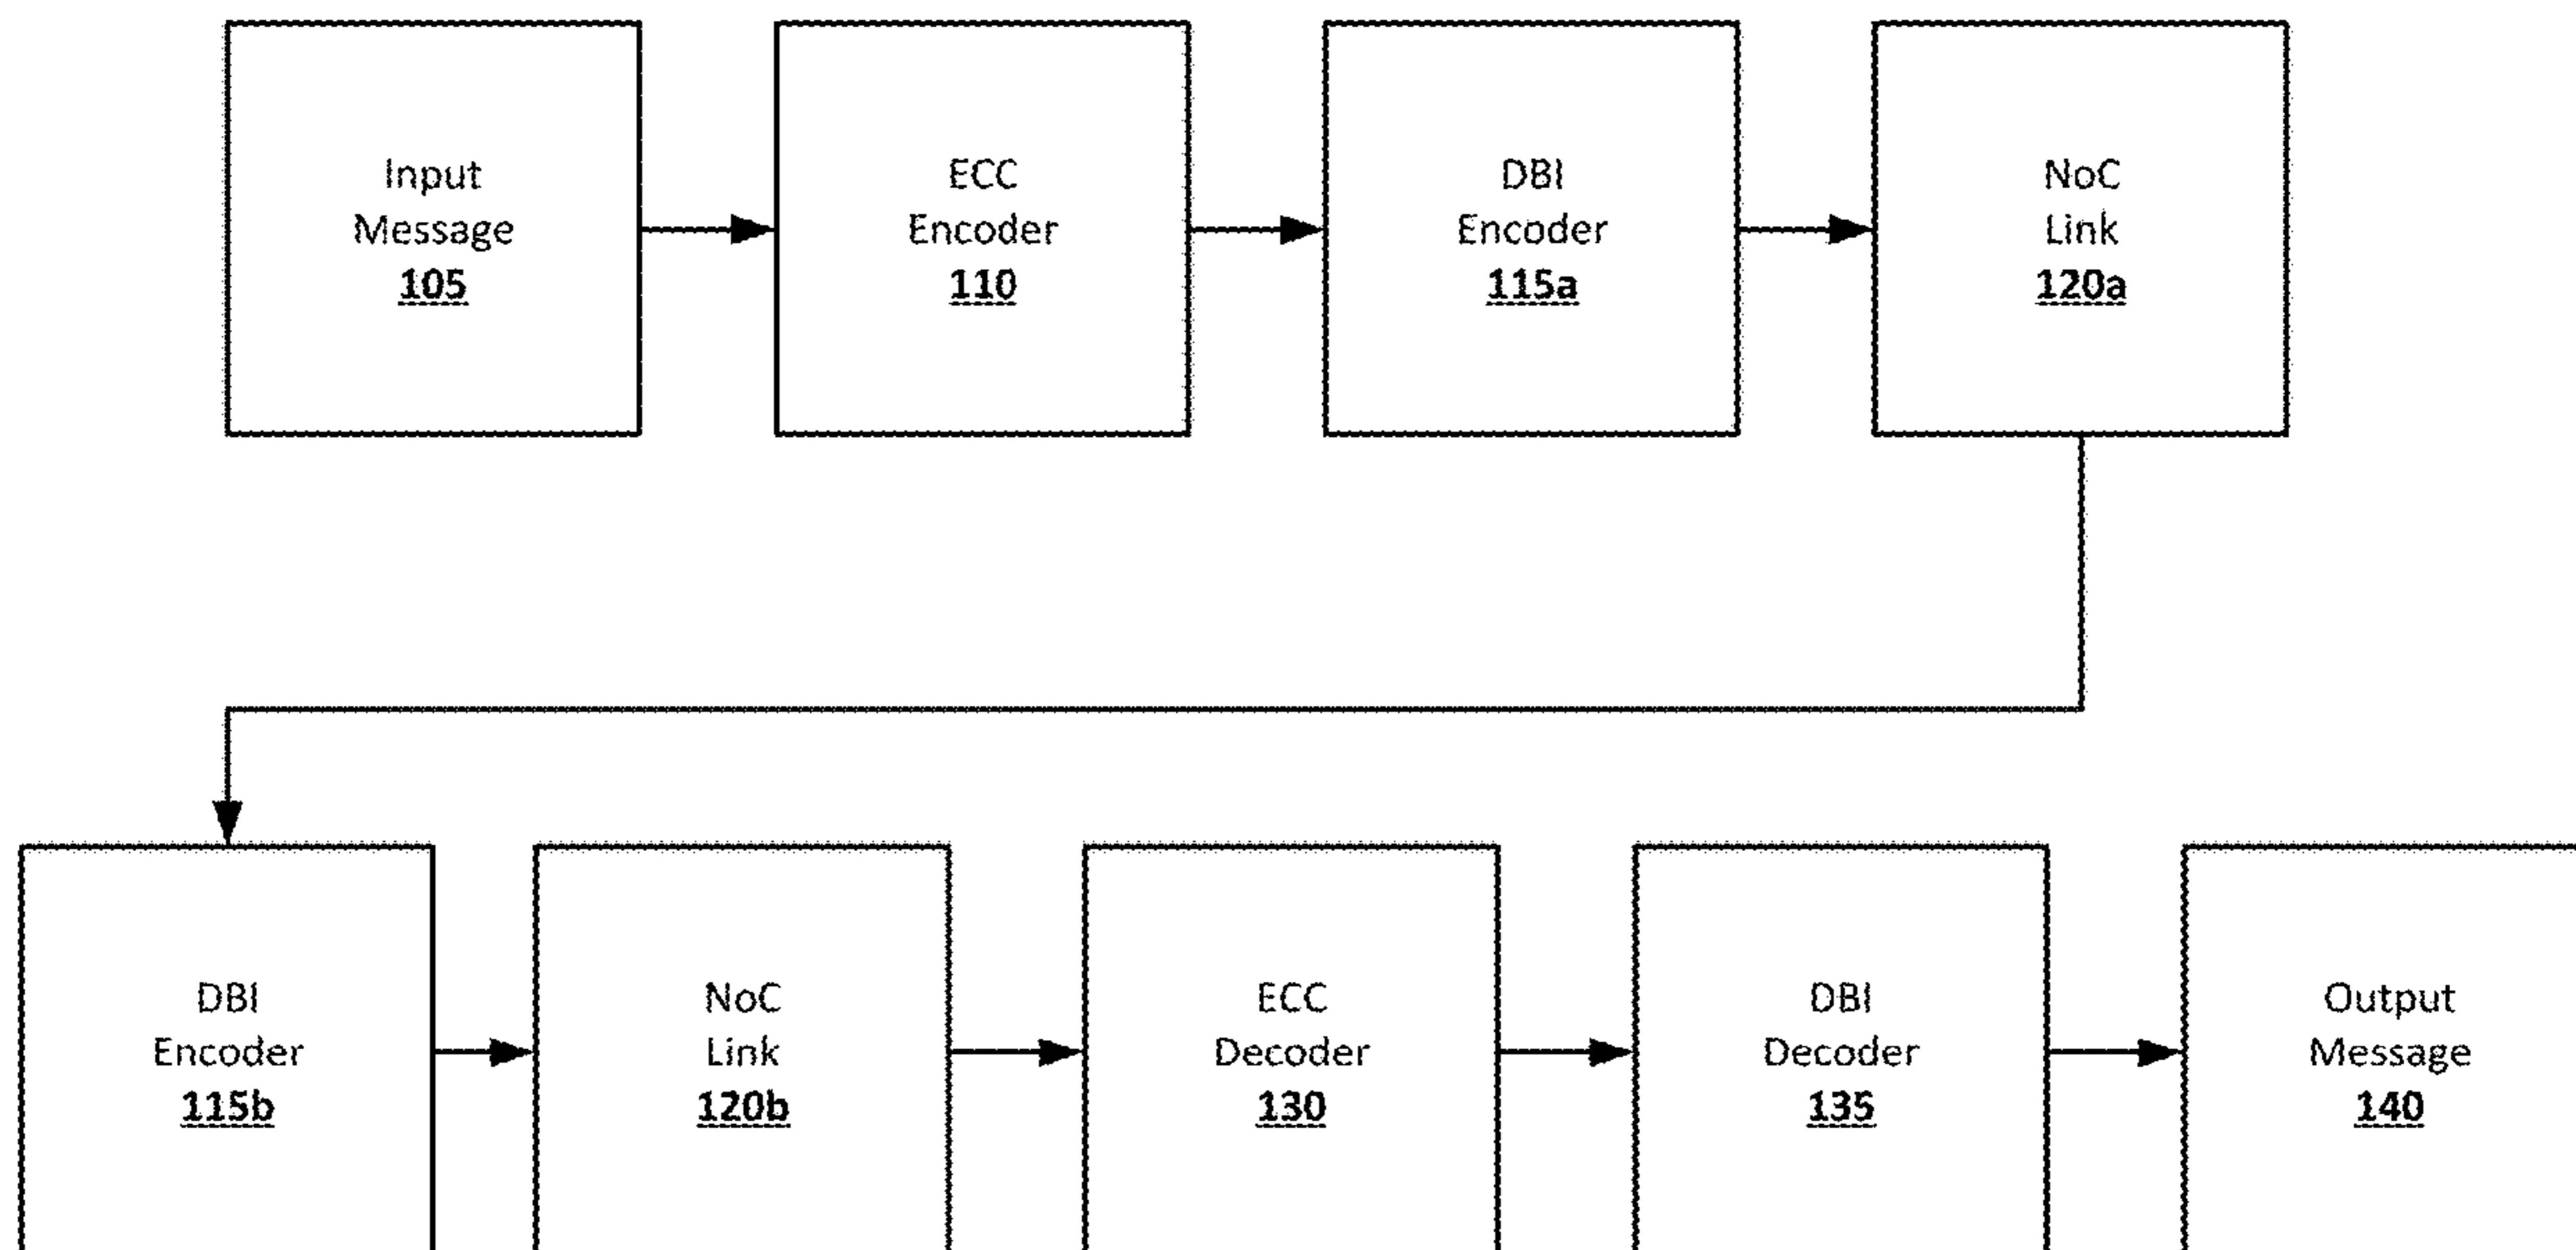 Input
Message
105
ECC
Encoder
110
DBI
Encoder
115a
NoC
Link
120a
DBI
Encoder
115b
NoC
Link
120b
ECC
Decoder
130
DBI
Decoder
135
Output
Message
140